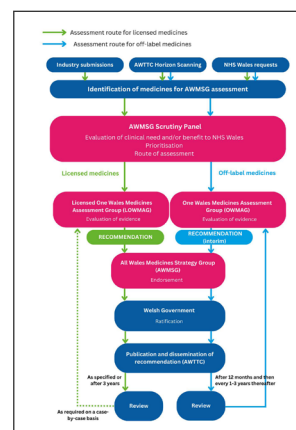 Assessment route for licensed medicines
Assessment route for off-label medicines
Industry submissions
AWTTC Horizon Scanning
NHS Wales requests
Identification of medicines for AWMSG assessment
AWMSG Scrutiny Panel
Evaluation of clinical need and/or benefit to NHS Wales
Prioritisation
Route of assessment
Licensed medicines
Off-label medicines
Licensed One Wales Medicines
Assessment Group (LOWMAG)
Evaluation of evidence
One Wales Medicines Assessment
Group (OWMAG)
Evaluation of evidence
RECOMMENDATION
RECOMMENDATION
(interim)
All Wales Medicines Strategy Group
(AWMSG)
Endorsement
Welsh Government
Ratification
Publication and dissemination of
recommendation (AWTTC)
As specified or
after 3 years
After 12 months and then
every 1-3 years thereafter
Review
Review
As required on a case-
by-case basis